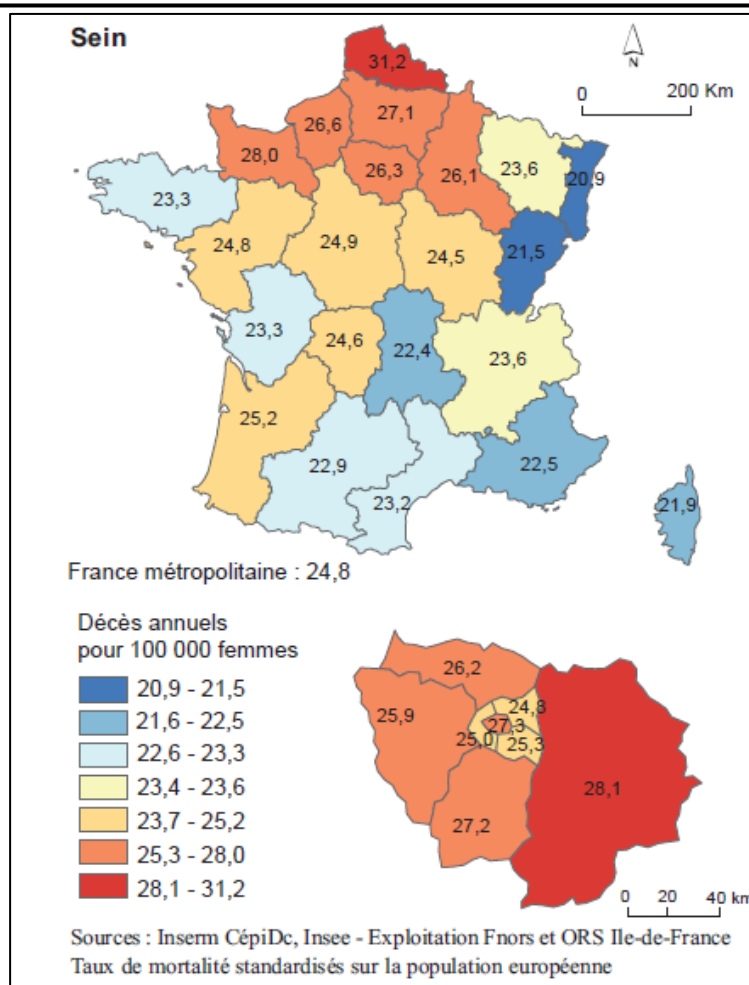 Sein
N
0 200 Km
31,2
27,1
26,6
28,0
26,3
26,1
23,6
20,9
23,3
24,8
24,9
24,5
21,5
23,3
24,6
22,4
23,6
25,2
22,9
23,2
22,5
21,9
France métropolitaine : 24,8
Décès annuels
pour 100 000 femmes
20,9 - 21,5
21,6 - 22,5
22,6 - 23,3
23,4 - 23,6
23,7 - 25,2
25,3 - 28,0
28,1 - 31,2
26,2
25,9
24,8
27,3
25,0
25,3
28,1
27,2
0 20 40 km
Sources : Inserm CépiDc, Insee - Exploitation Fnors et ORS Ile-de-France
Taux de mortalité standardisés sur la population européenne